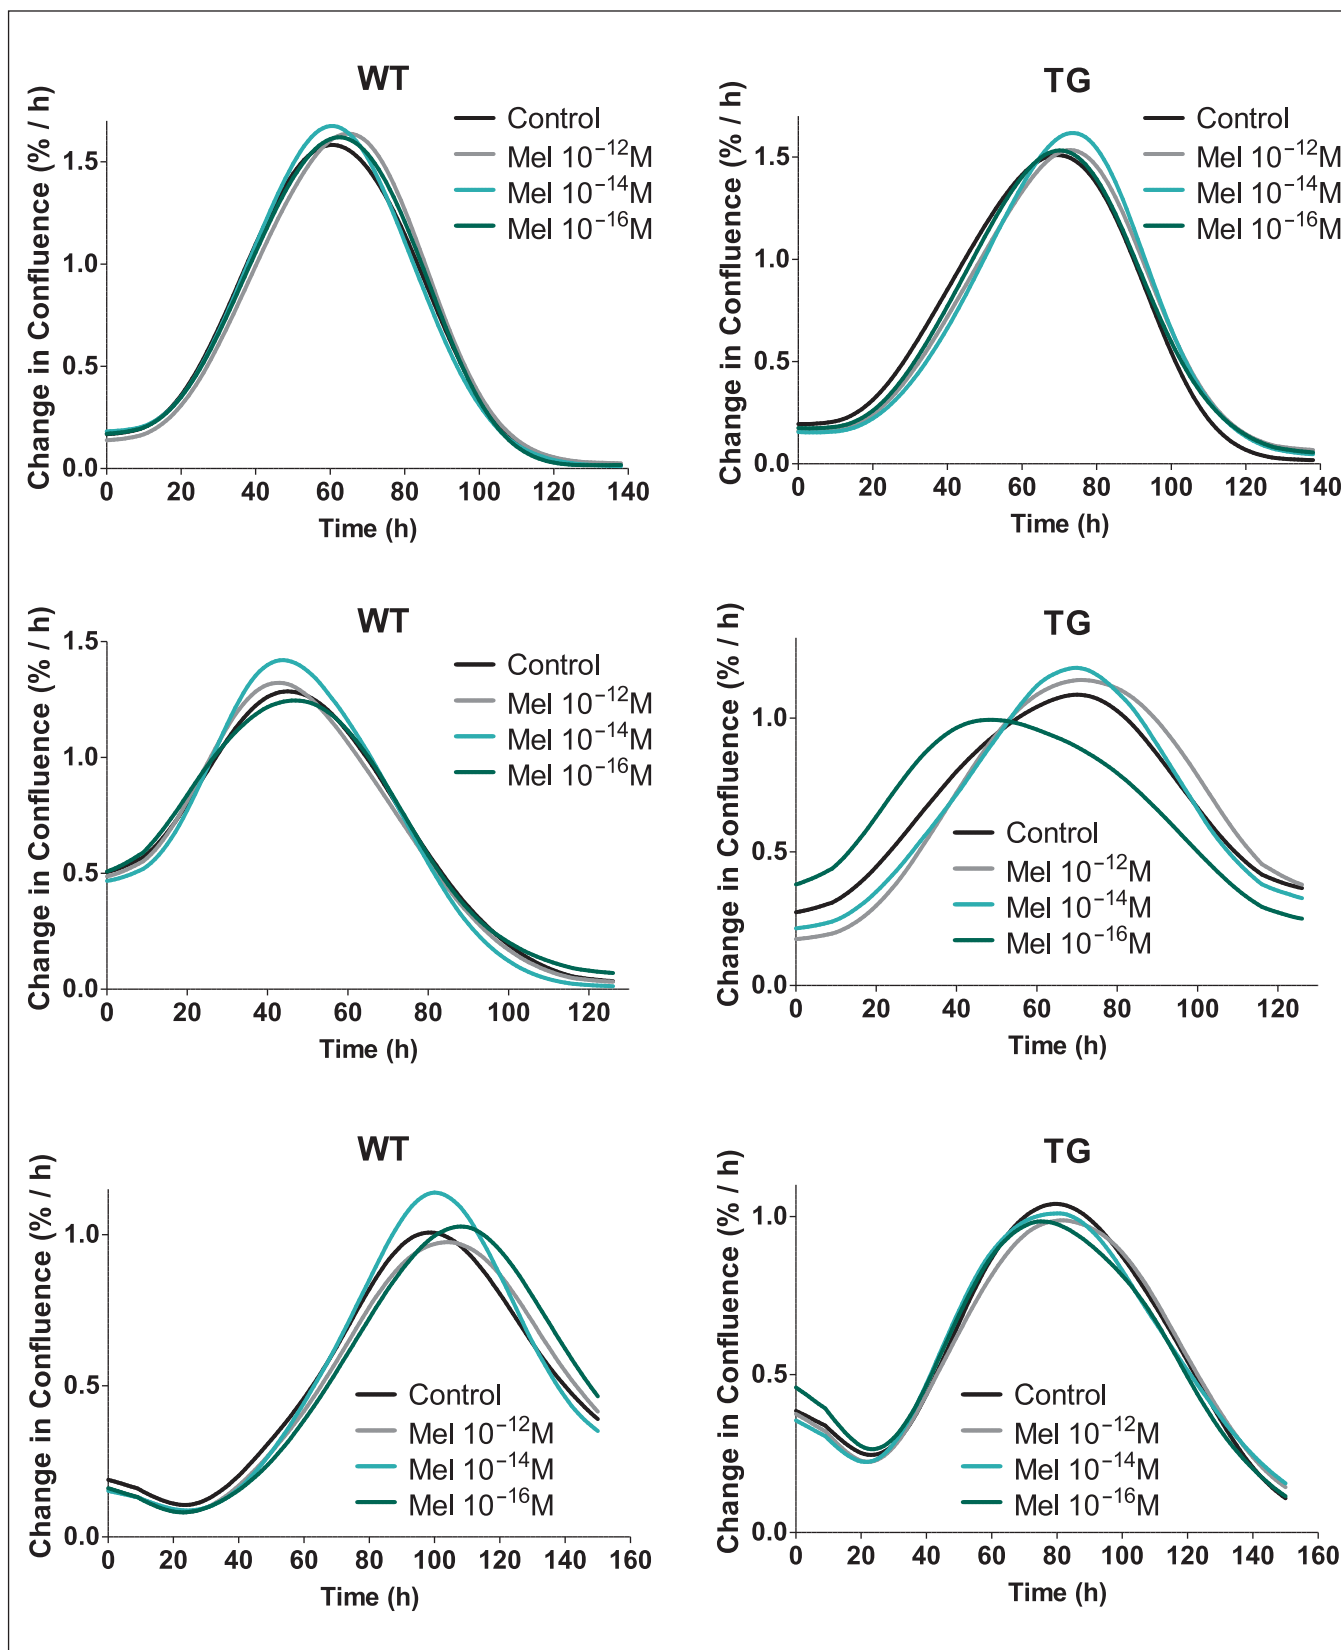 WT
Change in Confluence (% / h)
Control
Mel 10⁻¹²M
Mel 10⁻¹⁴M
Mel 10⁻¹⁶M
1.5
1.0
0.5
0.0
0 20 40 60 80 100 120 140
Time (h)
TG
Change in Confluence (% / h)
Control
Mel 10⁻¹²M
Mel 10⁻¹⁴M
Mel 10⁻¹⁶M
1.5
1.0
0.5
0.0
0 20 40 60 80 100 120 140
Time (h)
WT
Change in Confluence (% / h)
Control
Mel 10⁻¹²M
Mel 10⁻¹⁴M
Mel 10⁻¹⁶M
1.5
1.0
0.5
0.0
0 20 40 60 80 100 120
Time (h)
TG
Change in Confluence (% / h)
1.0
0.5
0.0
Control
Mel 10⁻¹²M
Mel 10⁻¹⁴M
Mel 10⁻¹⁶M
0 20 40 60 80 100 120
Time (h)
WT
Change in Confluence (% / h)
1.0
0.5
0.0
Control
Mel 10⁻¹²M
Mel 10⁻¹⁴M
Mel 10⁻¹⁶M
0 20 40 60 80 100 120 140 160
Time (h)
TG
Change in Confluence (% / h)
1.0
0.5
0.0
Control
Mel 10⁻¹²M
Mel 10⁻¹⁴M
Mel 10⁻¹⁶M
0 20 40 60 80 100 120 140 160
Time (h)